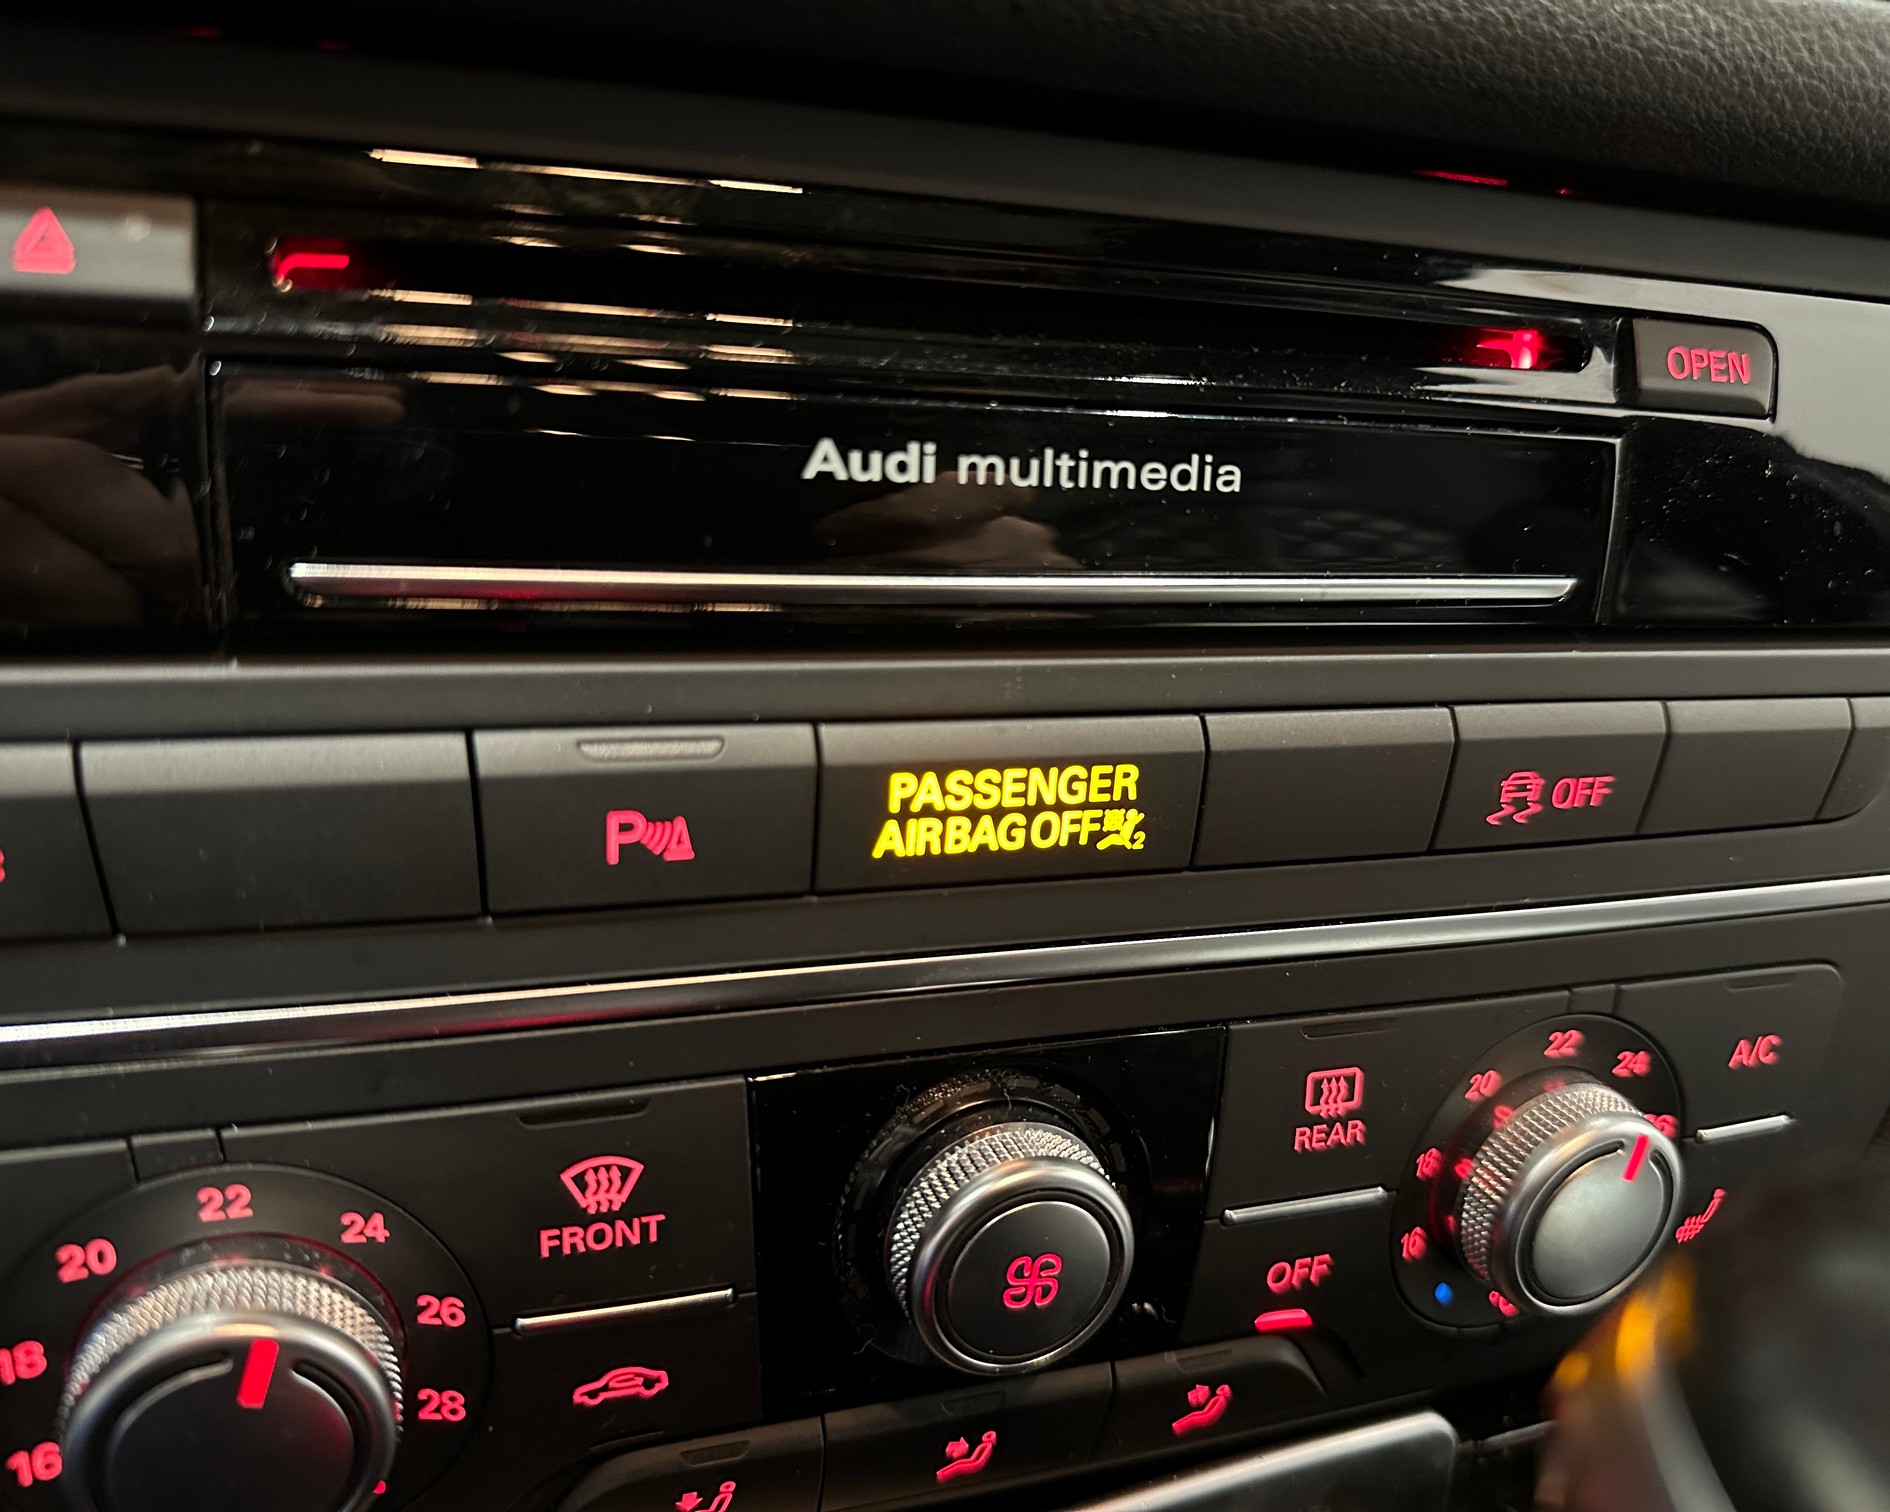 OPEN
Audi multimedia
P
PASSENGER
AIRBAG OFF 2
OFF
22
24
20
18
16
A/C
REAR
OFF
22
24
20
26
18
28
16
FRONT